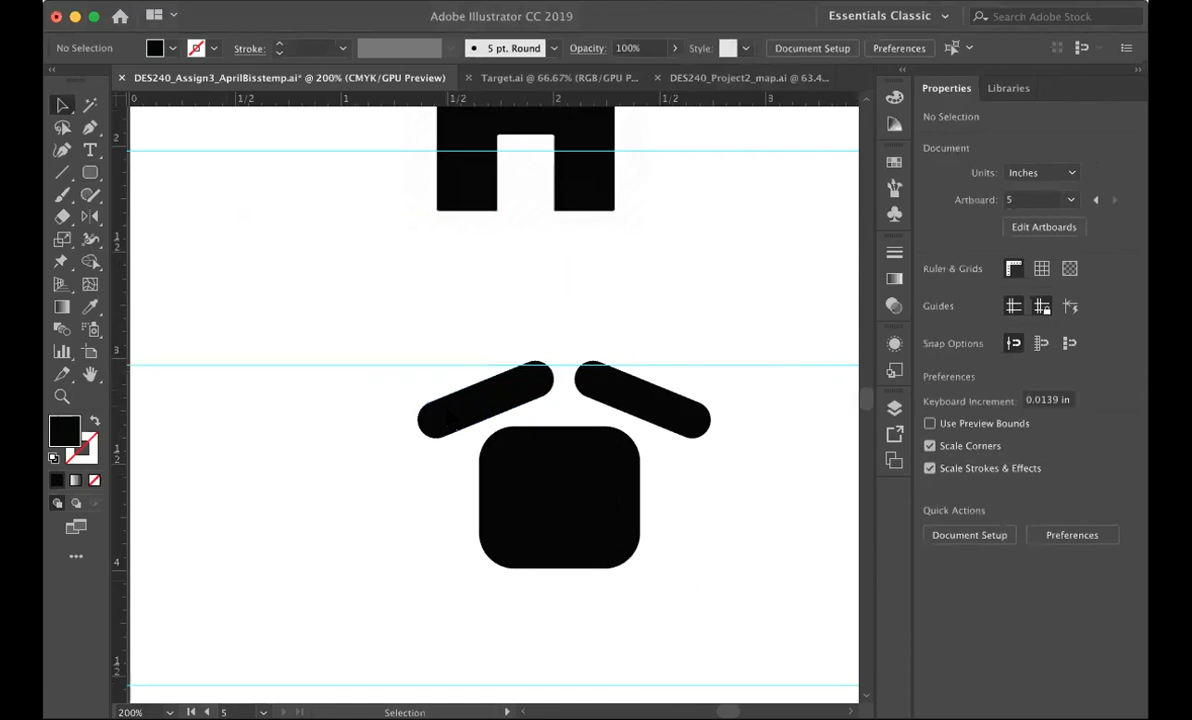 Adobe Illustrator CC 2019
Essentials Classic
Search Adobe Stock
No Selection
Stroke:
5 pt. Round
Opacity: 100%
Style:
Document Setup
Preferences
DES240_Assign3_AprilBisstemp.ai* @ 200% (CMYK/GPU Preview)
Target.ai @ 66.67% (RGB/GPU P...
DES240_Project2_map.ai @ 63.4...
0 1/2 1 1/2 2 1/2 3
2
1/2
3
1/2
4
1/2
Properties
Libraries
No Selection
Document
Units: Inches
Artboard: 5
Edit Artboards
Ruler & Grids
Guides
Snap Options
Preferences
Keyboard Increment: 0.0139 in
Use Preview Bounds
Scale Corners
Scale Strokes & Effects
Quick Actions
Document Setup
Preferences
200%
5
Selection